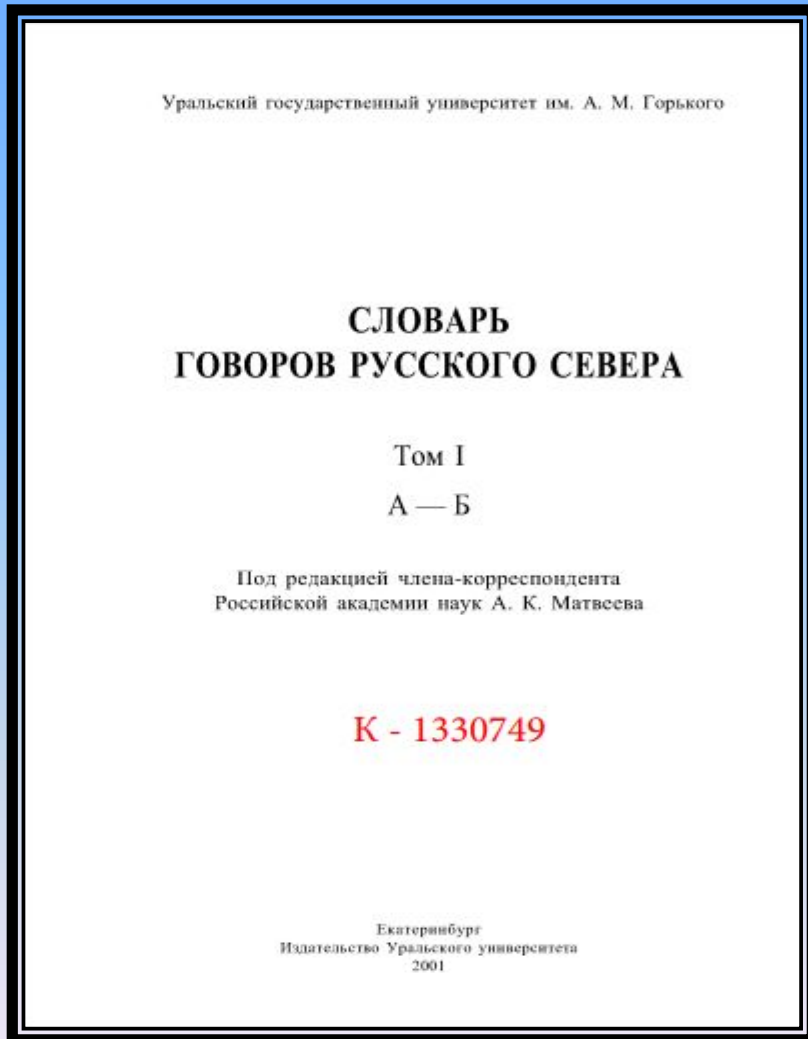 Уральский государственный университет им. А. М. Горького
СЛОВАРЬ
ГОВОРОВ РУССКОГО СЕВЕРА
Том I
А — Б
Под редакцией члена-корреспондента
Российской академии наук А. К. Матвеева
К - 1330749
Екатеринбург
Издательство Уральского университета
2001